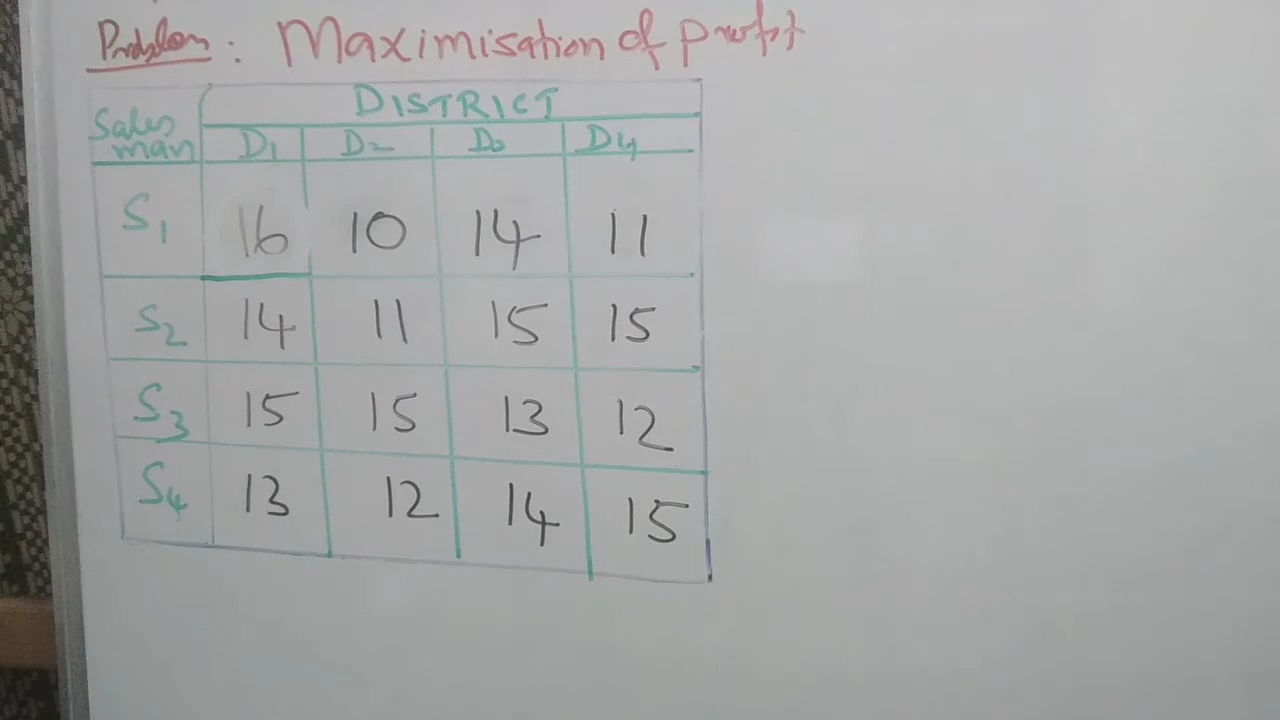 Problem: Maximisation of profit
Sales man DISTRICT
D1 D2 D3 D4
S1 16 10 14 11
S2 14 11 15 15
S3 15 15 13 12
S4 13 12 14 15